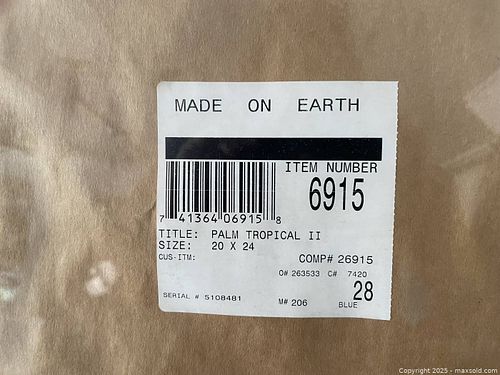 MADE ON EARTH
ITEM NUMBER
6915
7 41364 06915 8
TITLE: PALM TROPICAL II
SIZE: 20 X 24
CUS-ITM:
COMP# 26915
O# 263533 C# 7420
28
SERIAL # 5108481
M# 206
BLUE
Copyright 2025 - maxsold.com